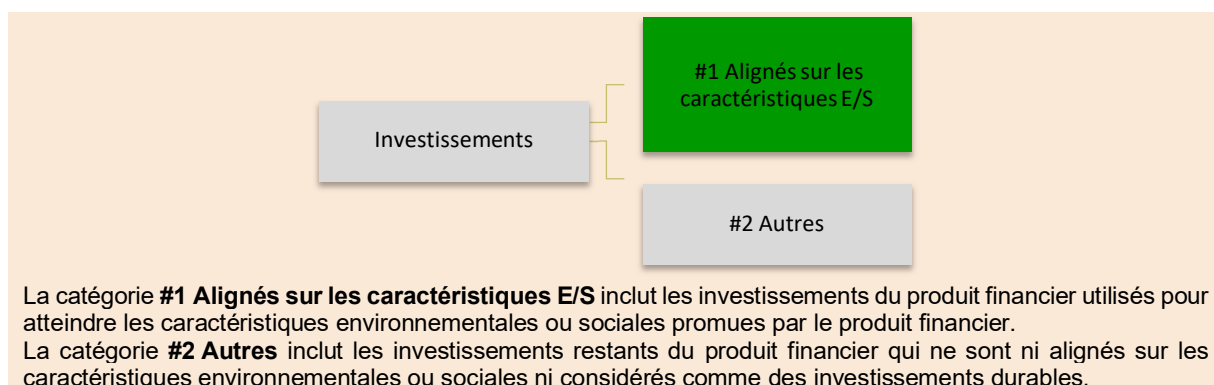 #1 Alignés sur les
caractéristiques E/S
Investissements
#2 Autres
La catégorie #1 Alignés sur les caractéristiques E/S inclut les investissements du produit financier utilisés pour
atteindre les caractéristiques environnementales ou sociales promues par le produit financier.
La catégorie #2 Autres inclut les investissements restants du produit financier qui ne sont ni alignés sur les
caractéristiques environnementales ou sociales ni considérés comme des investissements durables.